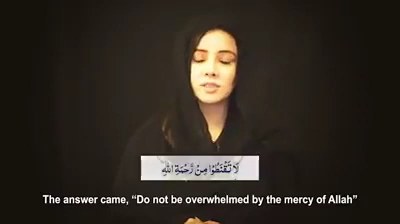 لَا تَقْنَطُوا مِنْ رَّحْمَةِ اللّٰهِ
The answer came, “Do not be overwhelmed by the mercy of Allah”